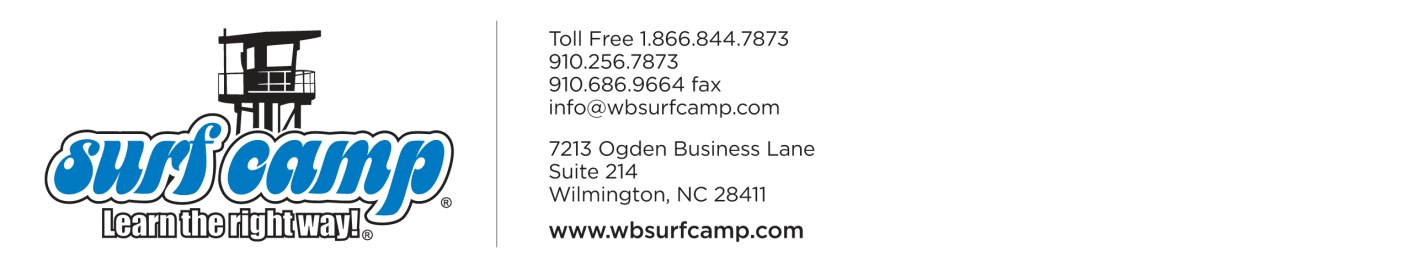 surf camp®
Learn the right way!®
Toll Free 1.866.844.7873
910.256.7873
910.686.9664 fax
info@wbsurfcamp.com
7213 Ogden Business Lane
Suite 214
Wilmington, NC 28411
www.wbsurfcamp.com